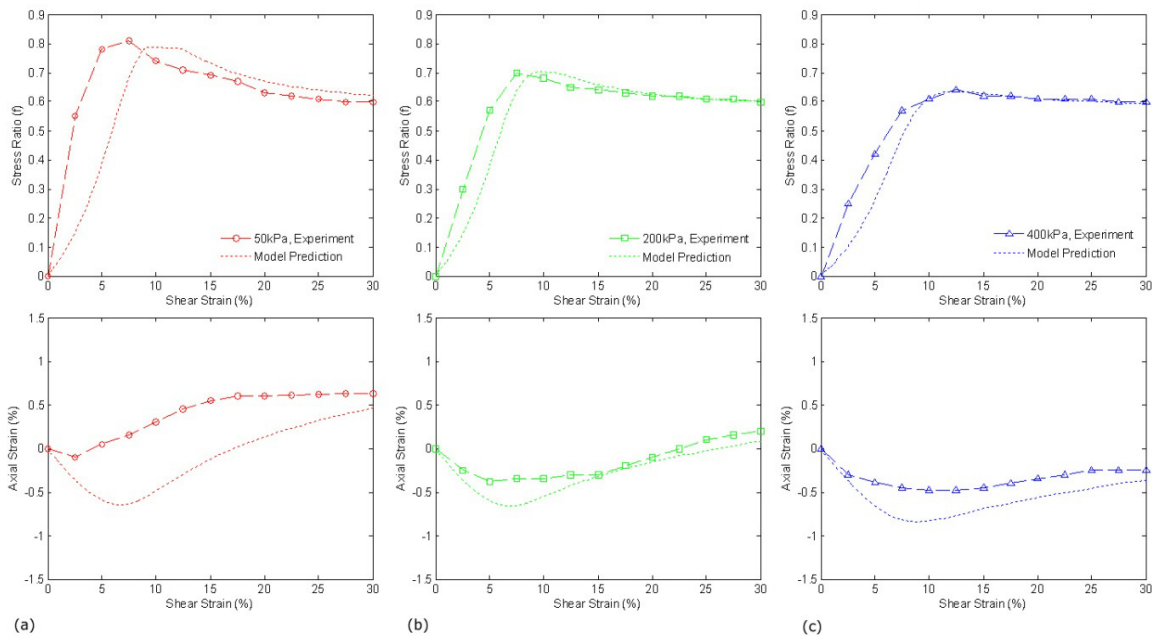 0.9
0.8
0.7
0.6
0.5
0.4
0.3
0.2
0.1
0
Stress Ratio (f)
50kPa, Experiment
Model Prediction
0 5 10 15 20 25 30
Shear Strain (%)
0.9
0.8
0.7
0.6
0.5
0.4
0.3
0.2
0.1
0
Stress Ratio (f)
200kPa, Experiment
Model Prediction
0 5 10 15 20 25 30
Shear Strain (%)
0.9
0.8
0.7
0.6
0.5
0.4
0.3
0.2
0.1
0
Stress Ratio (f)
400kPa, Experiment
Model Prediction
0 5 10 15 20 25 30
Shear Strain (%)
1.5
1
0.5
0
-0.5
-1
-1.5
Axial Strain (%)
0 5 10 15 20 25 30
Shear Strain (%)
(a)
1.5
1
0.5
0
-0.5
-1
-1.5
Axial Strain (%)
0 5 10 15 20 25 30
Shear Strain (%)
(b)
1.5
1
0.5
0
-0.5
-1
-1.5
Axial Strain (%)
0 5 10 15 20 25 30
Shear Strain (%)
(c)